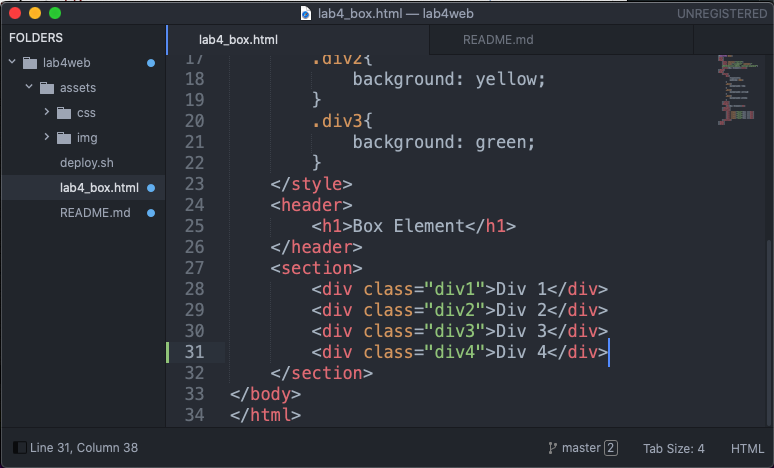 lab4_box.html — lab4web
UNREGISTERED
FOLDERS
lab4web
assets
css
img
deploy.sh
lab4_box.html
README.md
lab4_box.html
README.md
17 .div2{
18 background: yellow;
19 }
20 .div3{
21 background: green;
22 }
23 </style>
24 <header>
25 <h1>Box Element</h1>
26 </header>
27 <section>
28 <div class="div1">Div 1</div>
29 <div class="div2">Div 2</div>
30 <div class="div3">Div 3</div>
31 <div class="div4">Div 4</div>
32 </section>
33 </body>
34 </html>
Line 31, Column 38
master 2
Tab Size: 4
HTML